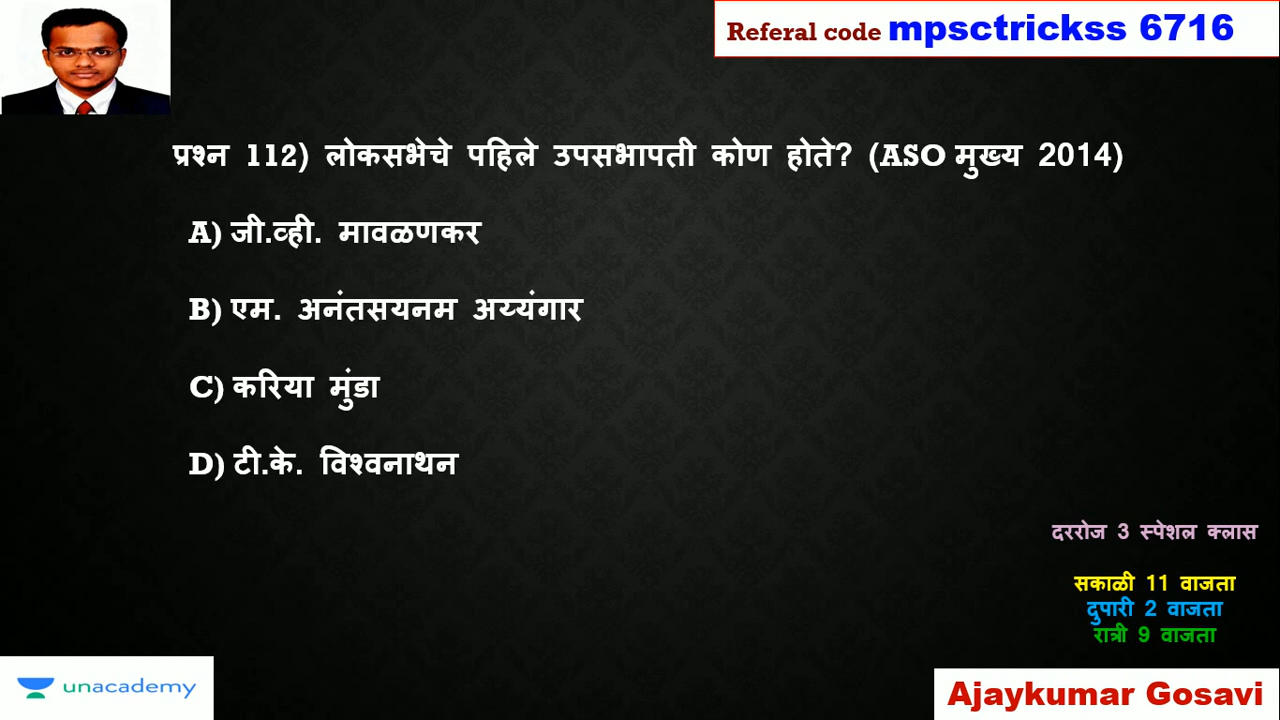 Referal code mpsctrickss 6716
प्रश्न 112) लोकसभेचे पहिले उपसभापती कोण होते? (ASO मुख्य 2014)
A) जी.व्ही. मावळणकर
B) एम. अनंतसयनम अय्यंगार
C) करिया मुंडा
D) टी.के. विश्वनाथन
दररोज 3 स्पेशल क्लास
सकाळी 11 वाजता
दुपारी 2 वाजता
रात्री 9 वाजता
unacademy
Ajaykumar Gosavi